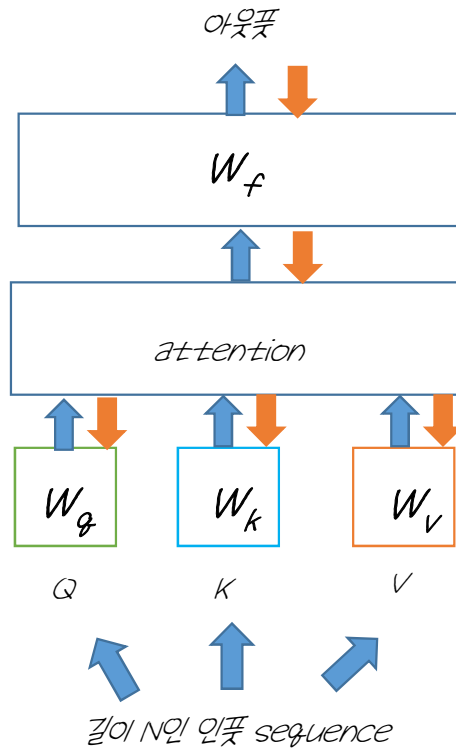 아웃풋
W_f
attention
W_q W_k W_v
Q K V
길이 N인 인풋 sequence